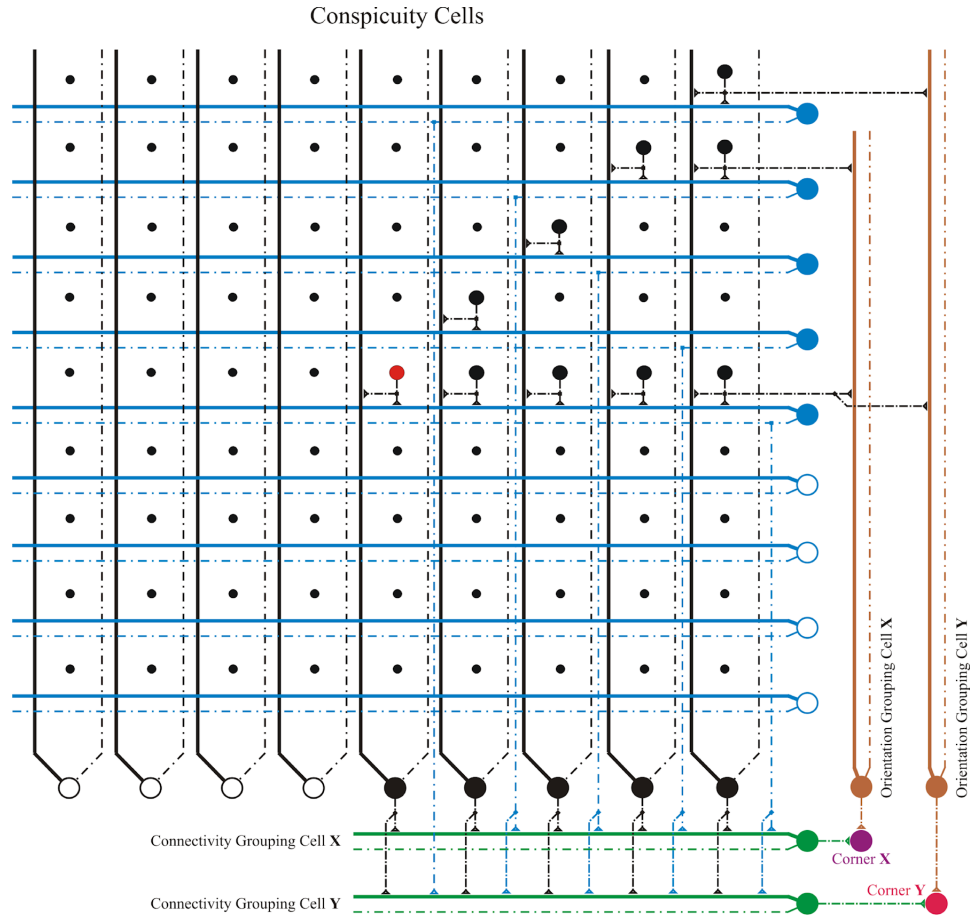 Conspicuity Cells
Orientation Grouping Cell X
Orientation Grouping Cell Y
Connectivity Grouping Cell X
Corner X
Corner Y
Connectivity Grouping Cell Y